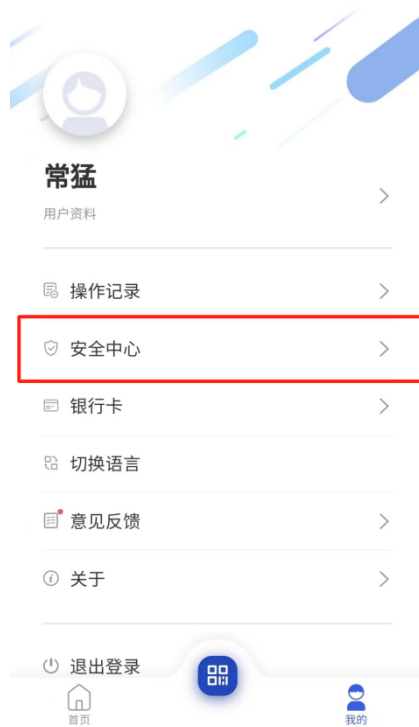 常猛
用户资料
操作记录
安全中心
银行卡
切换语言
意见反馈
关于
退出登录
首页
我的